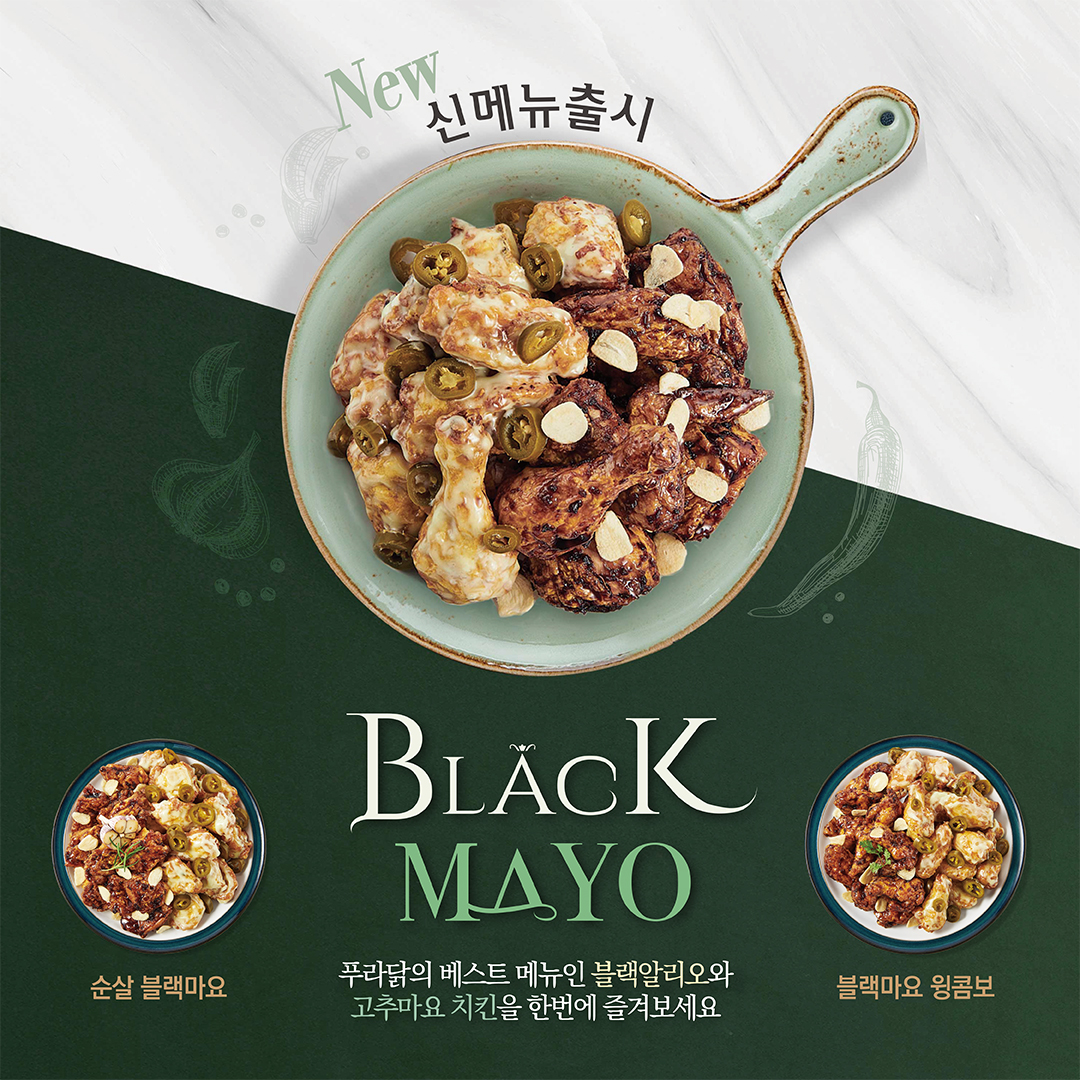 New
신메뉴출시
BLACK
MAYO
순살 블랙마요
푸라닭의 베스트 메뉴인 블랙알리오와
고추마요 치킨을 한번에 즐겨보세요
블랙마요 윙콤보